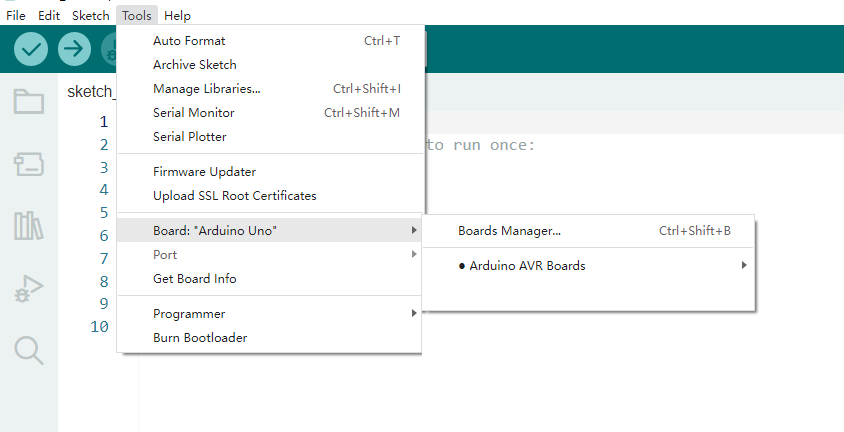 File Edit Sketch Tools Help
Auto Format Ctrl+T
Archive Sketch
Manage Libraries... Ctrl+Shift+I
Serial Monitor Ctrl+Shift+M
Serial Plotter
Firmware Updater
Upload SSL Root Certificates
Board: "Arduino Uno"
Port
Get Board Info
Programmer
Burn Bootloader
Boards Manager... Ctrl+Shift+B
● Arduino AVR Boards
sketch_
1
2 to run once:
3
4
5
6
7
8
9
10